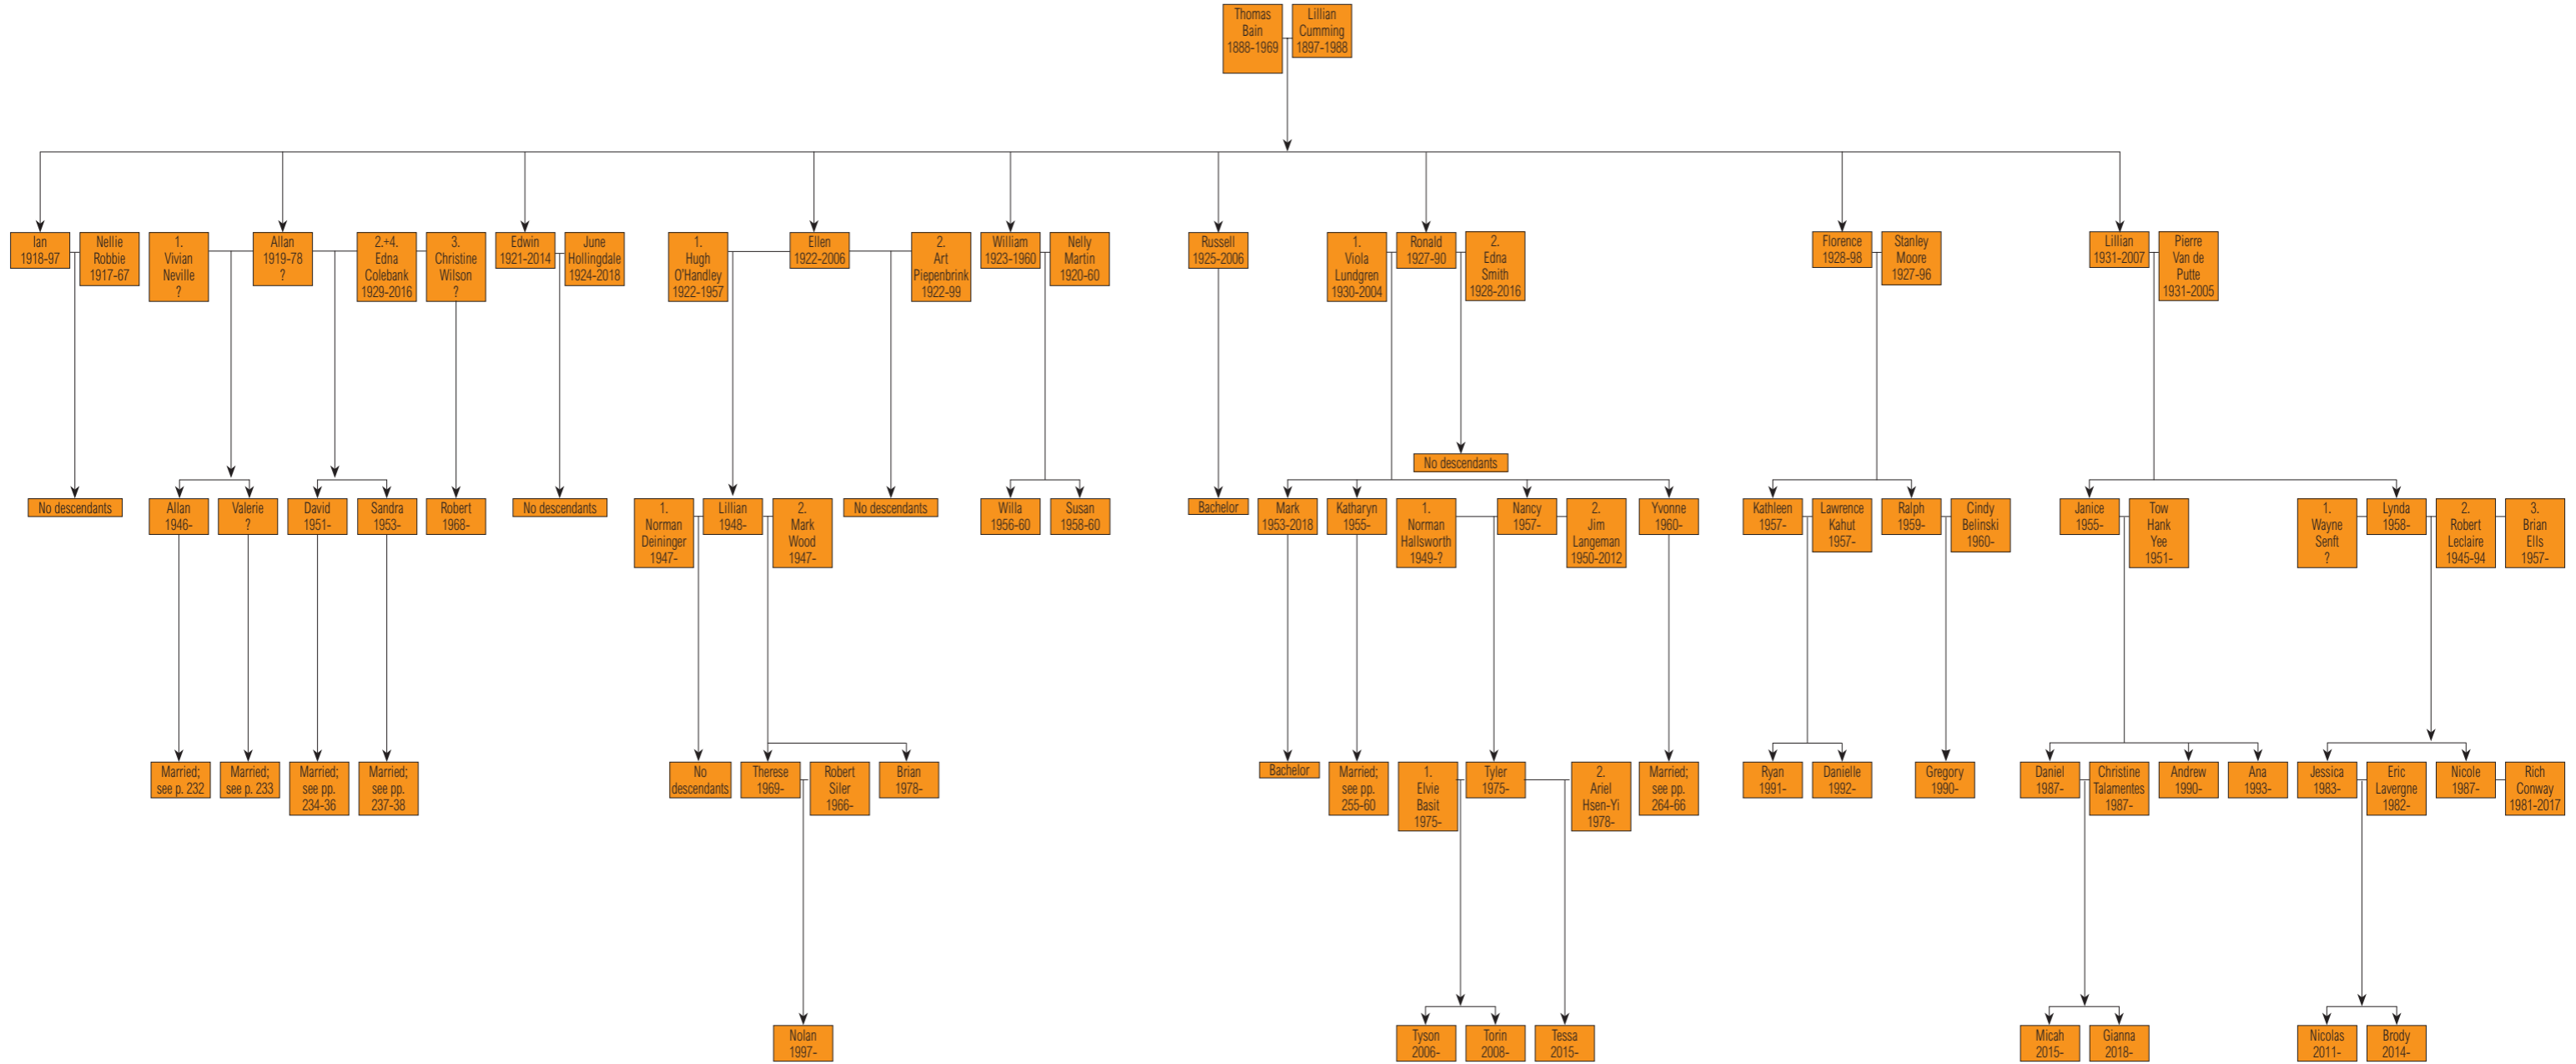 Thomas
Bain
1888-1969
Lillian
Cumming
1897-1988
Ian
1918-97
Nellie
Robbie
1917-67
1.
Vivian
Neville
?
Allan
1919-78
?
2.+4.
Edna
Colebank
1929-2016
3.
Christine
Wilson
?
Edwin
1921-2014
June
Hollingdale
1924-2018
1.
Hugh
O'Handley
1922-1957
Ellen
1922-2006
2.
Art
Piepenbrink
1922-99
William
1923-1960
Nelly
Martin
1920-60
Russell
1925-2006
1.
Viola
Lundgren
1930-2004
Ronald
1927-90
2.
Edna
Smith
1928-2016
Florence
1928-98
Stanley
Moore
1927-96
Lillian
1931-2007
Pierre
Van de
Putte
1931-2005
No descendants
No descendants
Allan
1946-
Valerie
?
David
1951-
Sandra
1953-
Robert
1968-
No descendants
1.
Norman
Deininger
1947-
Lillian
1948-
2.
Mark
Wood
1947-
No descendants
Willa
1956-60
Susan
1958-60
Bachelor
Mark
1953-2018
Katharyn
1955-
1.
Norman
Hallsworth
1949-?
Nancy
1957-
2.
Jim
Langeman
1950-2012
Yvonne
1960-
Kathleen
1957-
Lawrence
Kahut
1957-
Ralph
1959-
Cindy
Belinski
1960-
Janice
1955-
Tow
Hank
Yee
1951-
1.
Wayne
Senft
?
Lynda
1958-
2.
Robert
Leclaire
1945-94
3.
Brian
Ells
1957-
Married;
see p. 232
Married;
see p. 233
Married;
see pp.
234-36
Married;
see pp.
237-38
No
descendants
Therese
1969-
Robert
Siler
1966-
Brian
1978-
Bachelor
Married;
see pp.
255-60
1.
Elvie
Basit
1975-
Tyler
1975-
2.
Ariel
Hsen-Yi
1978-
Married;
see pp.
264-66
Ryan
1991-
Danielle
1992-
Gregory
1990-
Daniel
1987-
Christine
Talamentes
1987-
Andrew
1990-
Ana
1993-
Jessica
1983-
Eric
Lavergne
1982-
Nicole
1987-
Rich
Conway
1981-2017
Nolan
1997-
Tyson
2006-
Torin
2008-
Tessa
2015-
Micah
2015-
Gianna
2018-
Nicolas
2011-
Brody
2014-